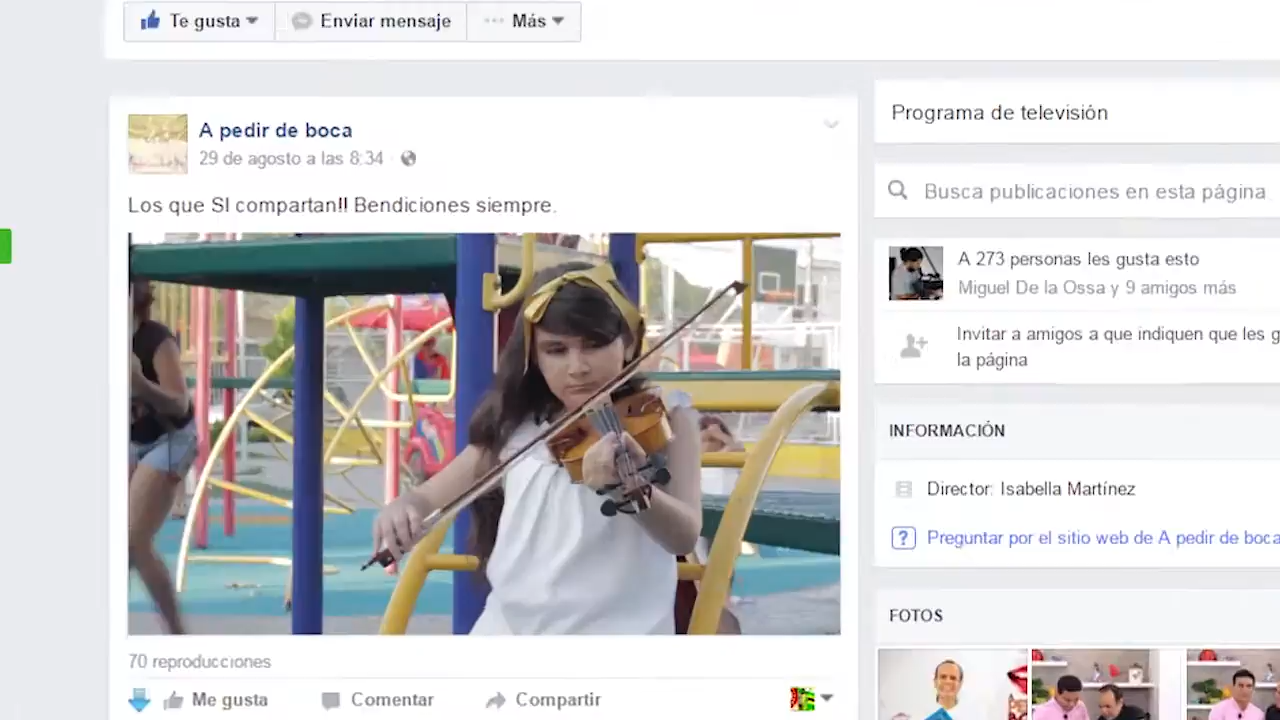 Te gusta Enviar mensaje Más
A pedir de boca
29 de agosto a las 8:34
Los que SI compartan!! Bendiciones siempre.
70 reproducciones
Me gusta Comentar Compartir
Programa de televisión
Busca publicaciones en esta página
A 273 personas les gusta esto
Miguel De la Ossa y 9 amigos más
Invitar a amigos a que indiquen que les g
la página
INFORMACIÓN
Director: Isabella Martínez
Preguntar por el sitio web de A pedir de boca
FOTOS